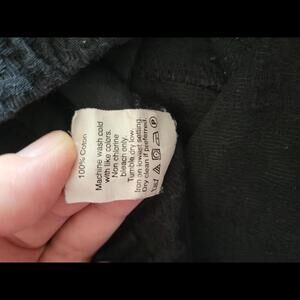 100% Cotton
Machine wash cold
with like colors.
Non chlorine
bleach only.
Tumble dry low.
Iron on lowest setting.
Dry clean if preferred.